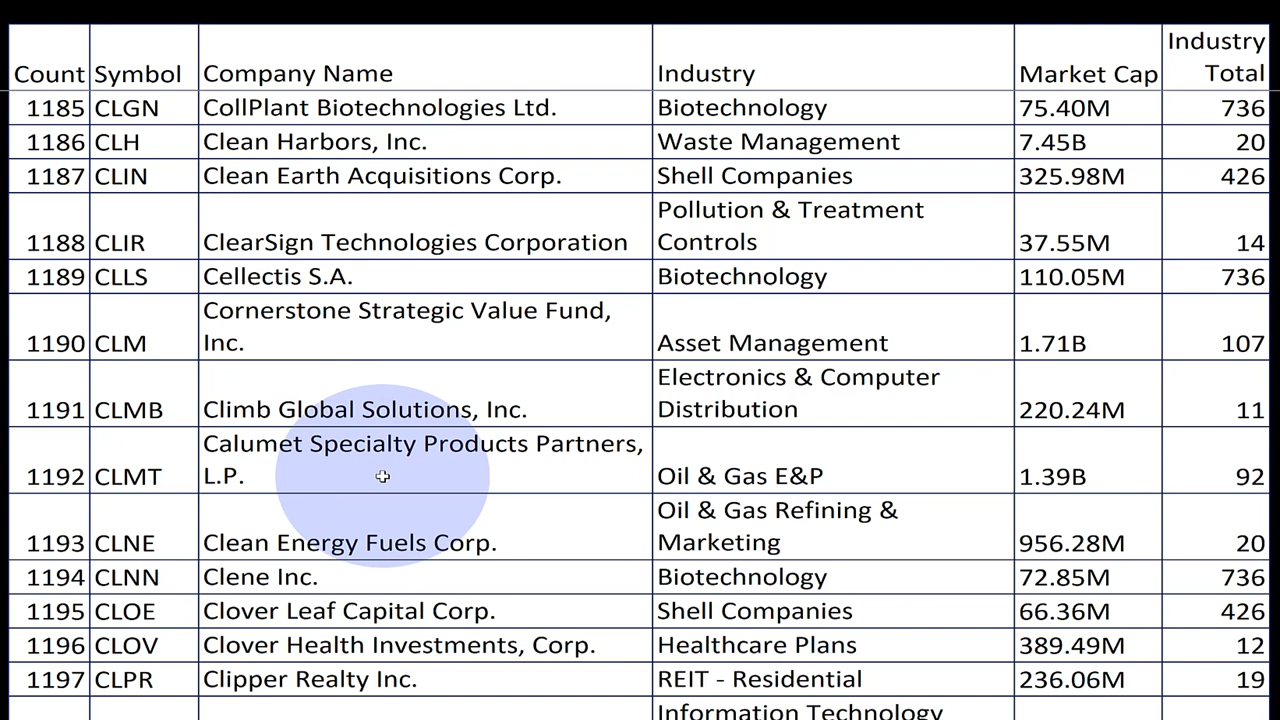 Industry
Count Symbol Company Name Industry Market Cap Total
1185 CLGN CollPlant Biotechnologies Ltd. Biotechnology 75.40M 736
1186 CLH Clean Harbors, Inc. Waste Management 7.45B 20
1187 CLIN Clean Earth Acquisitions Corp. Shell Companies 325.98M 426
Pollution & Treatment
1188 CLIR ClearSign Technologies Corporation Controls 37.55M 14
1189 CLLS Cellectis S.A. Biotechnology 110.05M 736
Cornerstone Strategic Value Fund,
1190 CLM Inc. Asset Management 1.71B 107
Electronics & Computer
1191 CLMB Climb Global Solutions, Inc. Distribution 220.24M 11
Calumet Specialty Products Partners,
1192 CLMT L.P. Oil & Gas E&P 1.39B 92
Oil & Gas Refining &
1193 CLNE Clean Energy Fuels Corp. Marketing 956.28M 20
1194 CLNN Clene Inc. Biotechnology 72.85M 736
1195 CLOE Clover Leaf Capital Corp. Shell Companies 66.36M 426
1196 CLOV Clover Health Investments, Corp. Healthcare Plans 389.49M 12
1197 CLPR Clipper Realty Inc. REIT - Residential 236.06M 19
Information Technology